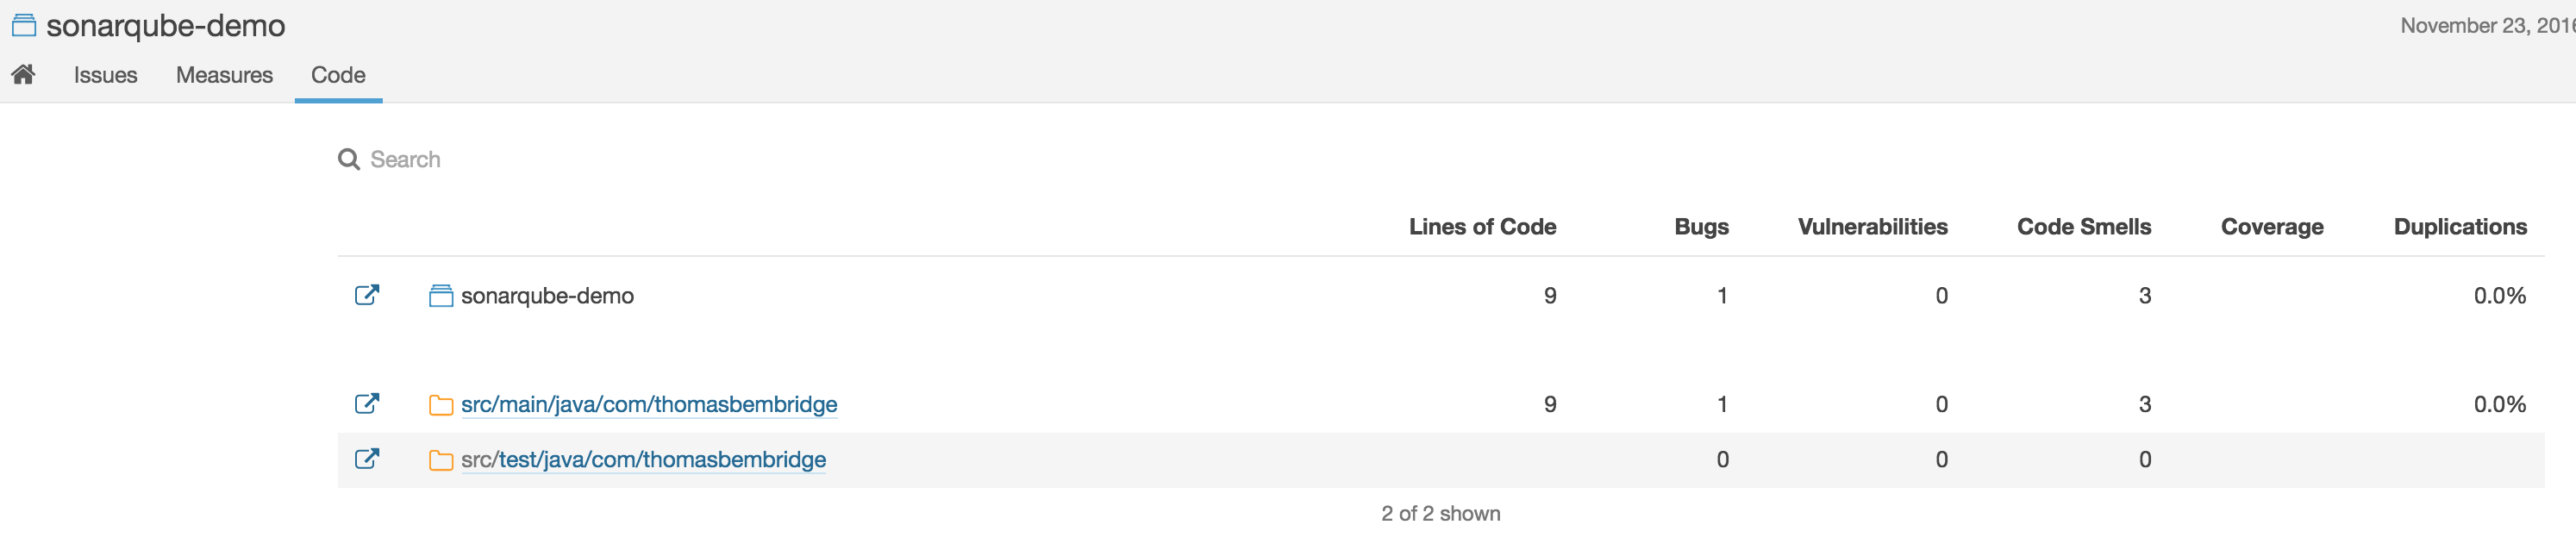 sonarqube-demo
November 23, 201
Issues Measures Code
Search
Lines of Code Bugs Vulnerabilities Code Smells Coverage Duplications
sonarqube-demo 9 1 0 3 0.0%
src/main/java/com/thomasbembridge 9 1 0 3 0.0%
src/test/java/com/thomasbembridge 0 0 0
2 of 2 shown